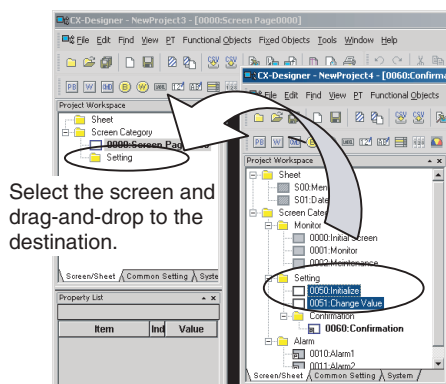 CX-Designer - NewProject3 - [0000:Screen Page0000]
File Edit Find View PT Functional Objects Fixed Objects Tools Window Help
Project Workspace
Sheet
Screen Category
0000:Screen Pag
Setting
Select the screen and
drag-and-drop to the
destination.
Screen/Sheet Common Setting Syste
Property List
Item Ind Value
CX-Designer - NewProject4 - [0060:Confirma
File Edit Find View PT Functional Objects
Project Workspace
Sheet
S00:Men
S01:Date
Screen Cate
Monitor
0000:Initial Screen
0001:Monitor
0002:Maintenance
Setting
0050:Initialize
0051:Change Value
Confirmation
0060:Confirmation
Alarm
0010:Alarm1
0011:Alarm2
Screen/Sheet Common Setting System